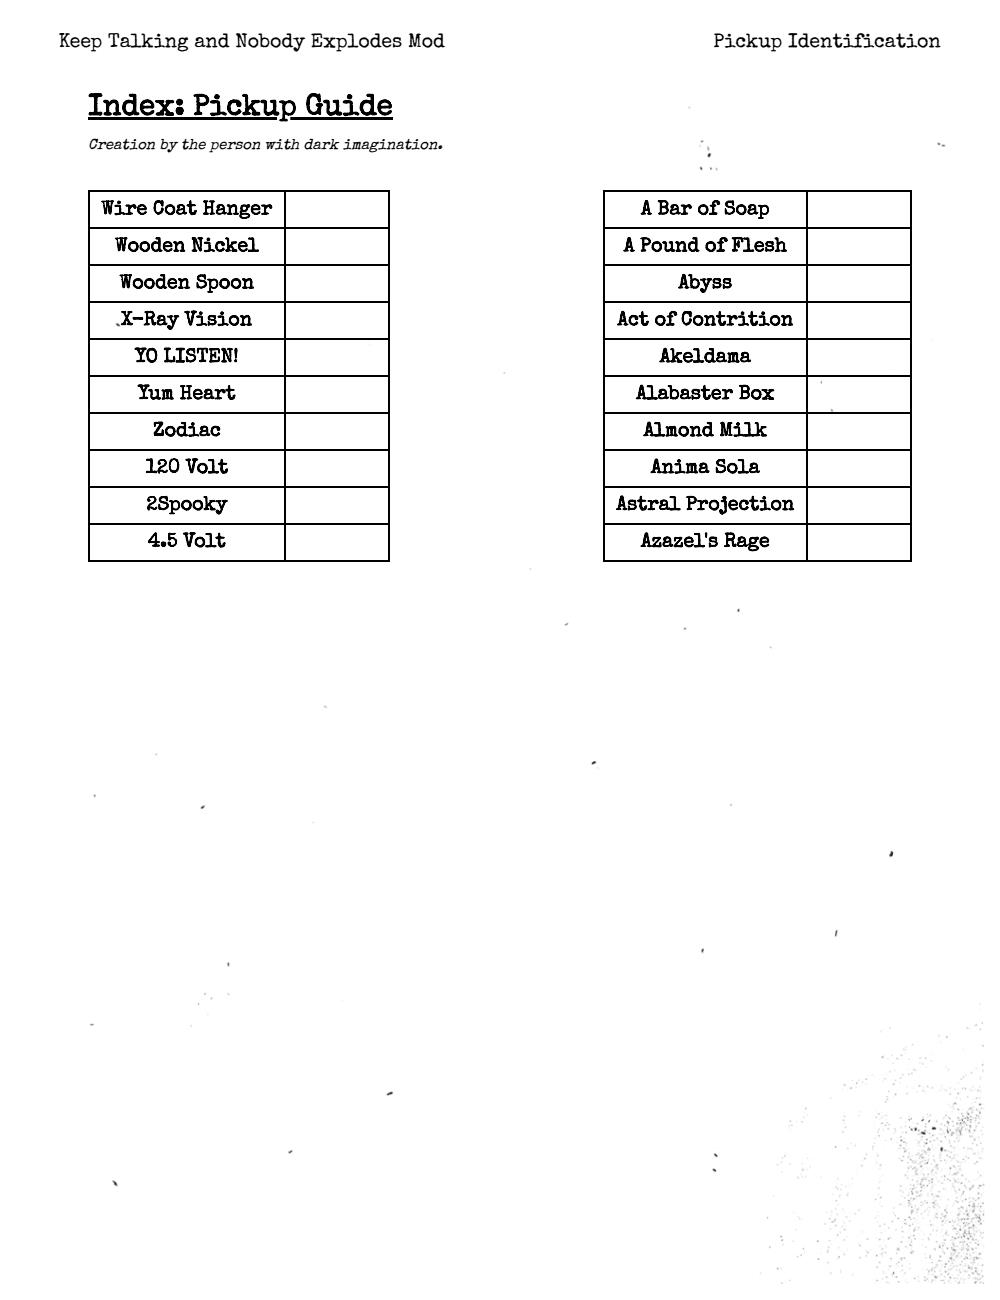 Keep Talking and Nobody Explodes Mod
Pickup Identification
Index: Pickup Guide
Creation by the person with dark imagination.
Wire Coat Hanger
Wooden Nickel
Wooden Spoon
X-Ray Vision
YO LISTEN!
Yum Heart
Zodiac
120 Volt
2Spooky
4.5 Volt
A Bar of Soap
A Pound of Flesh
Abyss
Act of Contrition
Akeldama
Alabaster Box
Almond Milk
Anima Sola
Astral Projection
Azazel's Rage